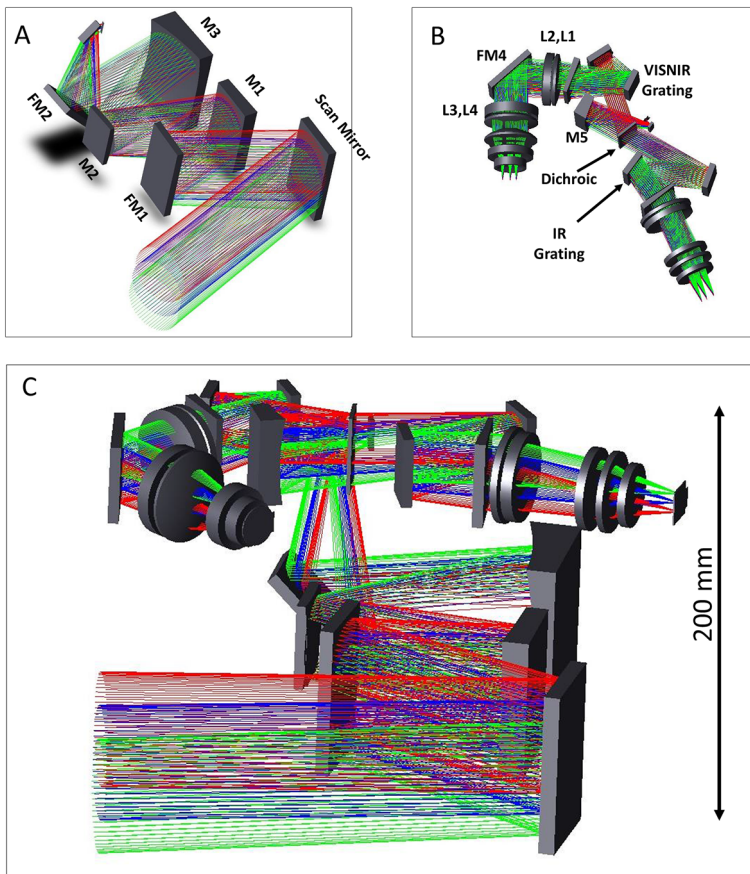 A
M3
M1
Scan Mirror
FM2
M2
FM1
B
L2,L1
FM4
VISNIR
Grating
L3,L4
M5
Dichroic
IR
Grating
C
200 mm